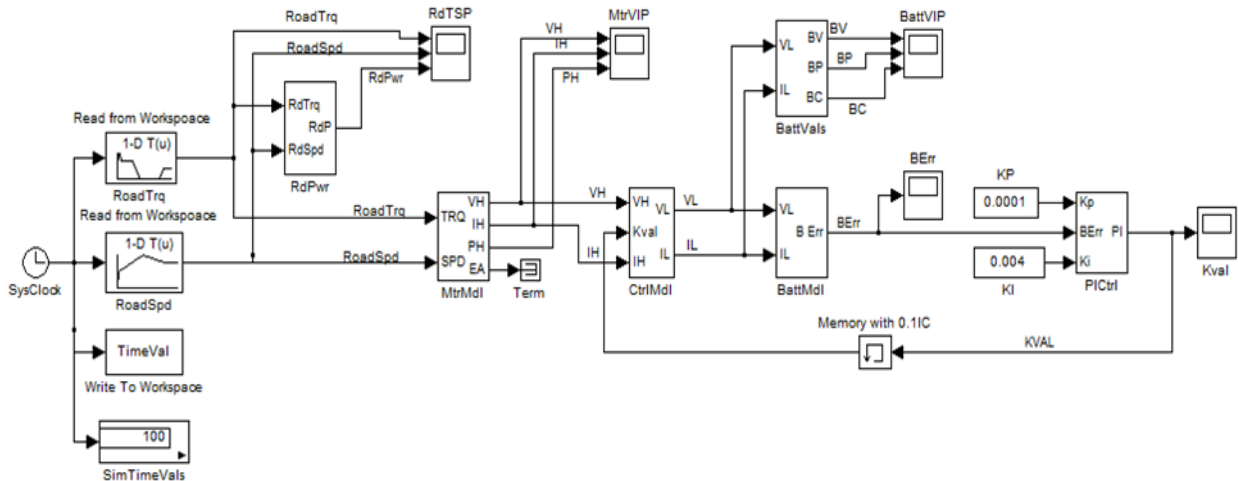 RoadTrq
RdTSP
RoadSpd
RdPwr
Read from Workspoace
1-D T(u)
RoadTrq
RdTrq
RdP
RdSpd
RdPwr
Read from Workspoace
1-D T(u)
RoadSpd
SysClock
TimeVal
Write To Workspace
100
SimTimeVals
RoadTrq
RoadSpd
TRQ
SPD
VH
IH
PH
EA
MtrMdl
Term
VH
IH
PH
MtrVIP
VH
IH
VH
Kval
IH
VL
IL
CtrlMdl
VL
IL
VL
IL
BV
BP
BC
BattVals
BV
BP
BC
BattVIP
VL
IL
B Err
BattMdl
BErr
BErr
KP
0.0001
0.004
KI
Kp
BErr
Ki
PI
PICtrl
Kval
Memory with 0.1IC
KVAL